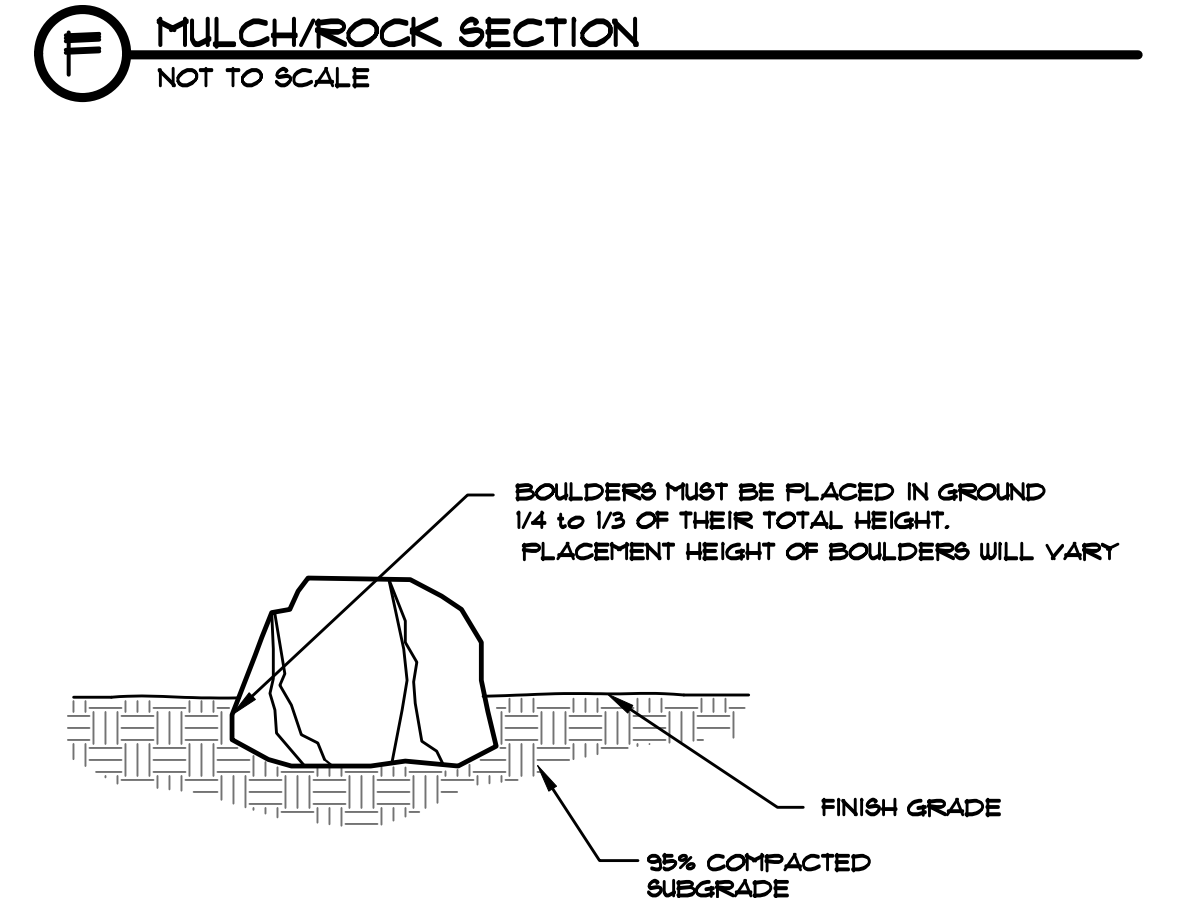 F
MULCH/ROCK SECTION
NOT TO SCALE
BOULDERS MUST BE PLACED IN GROUND
1/4 to 1/3 OF THEIR TOTAL HEIGHT.
PLACEMENT HEIGHT OF BOULDERS WILL VARY
FINISH GRADE
95% COMPACTED
SUBGRADE